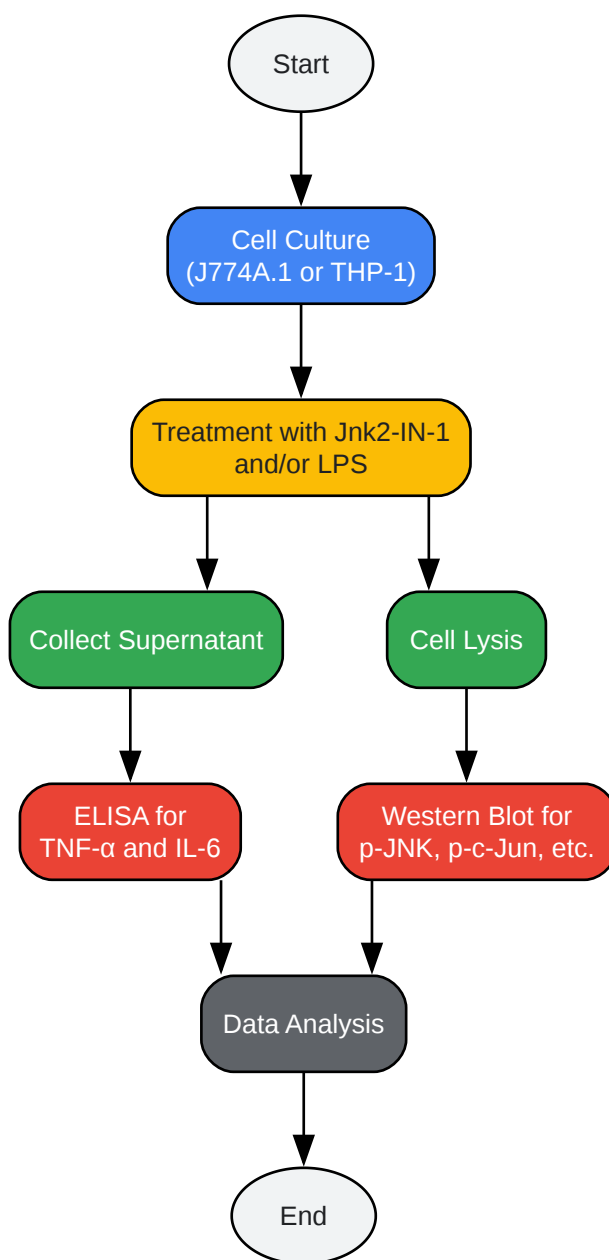 Start
Cell Culture
(J774A.1 or THP-1)
Treatment with Jnk2-IN-1
and/or LPS
Collect Supernatant
Cell Lysis
ELISA for
TNF-α and IL-6
Western Blot for
p-JNK, p-c-Jun, etc.
Data Analysis
End